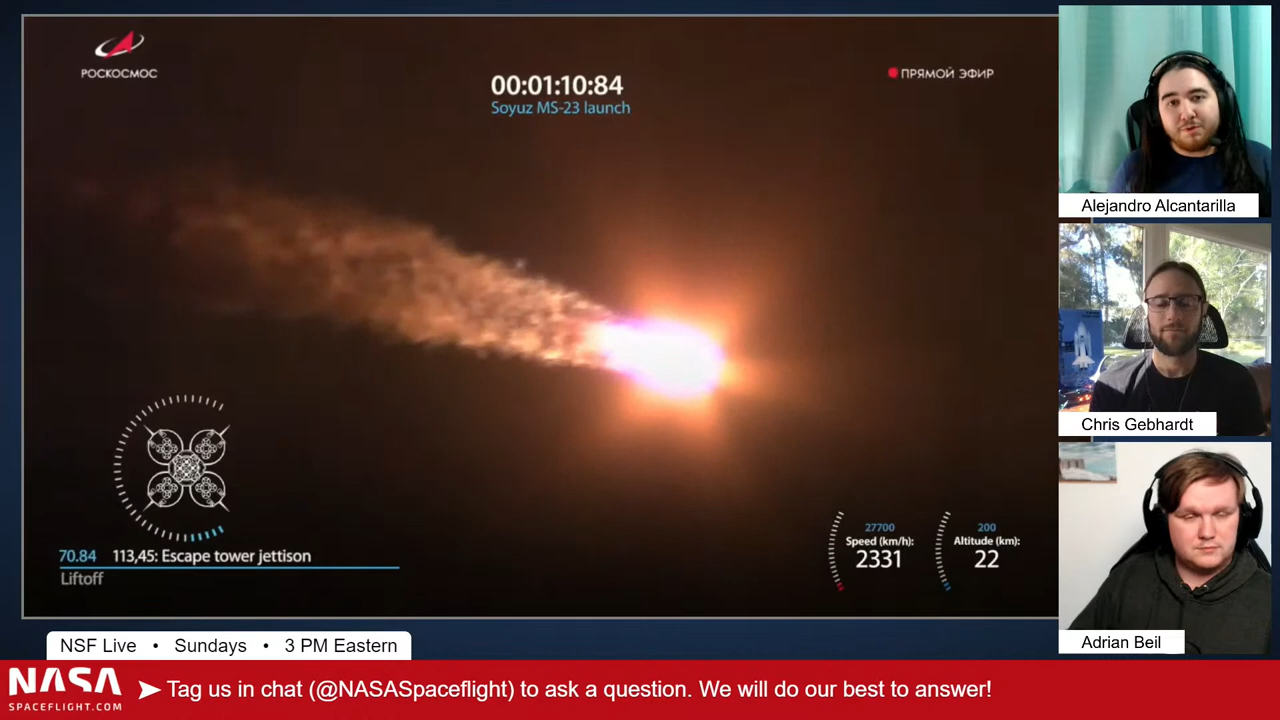 РОСКОСМОС
00:01:10:84
Soyuz MS-23 launch
ПРЯМОЙ ЭФИР
70.84 113,45: Escape tower jettison
Liftoff
27700
Speed (km/h):
2331
200
Altitude (km):
22
Alejandro Alcantarilla
Chris Gebhardt
Adrian Beil
NSF Live • Sundays • 3 PM Eastern
NASA
SPACEFLIGHT.COM
Tag us in chat (@NASASpaceflight) to ask a question. We will do our best to answer!